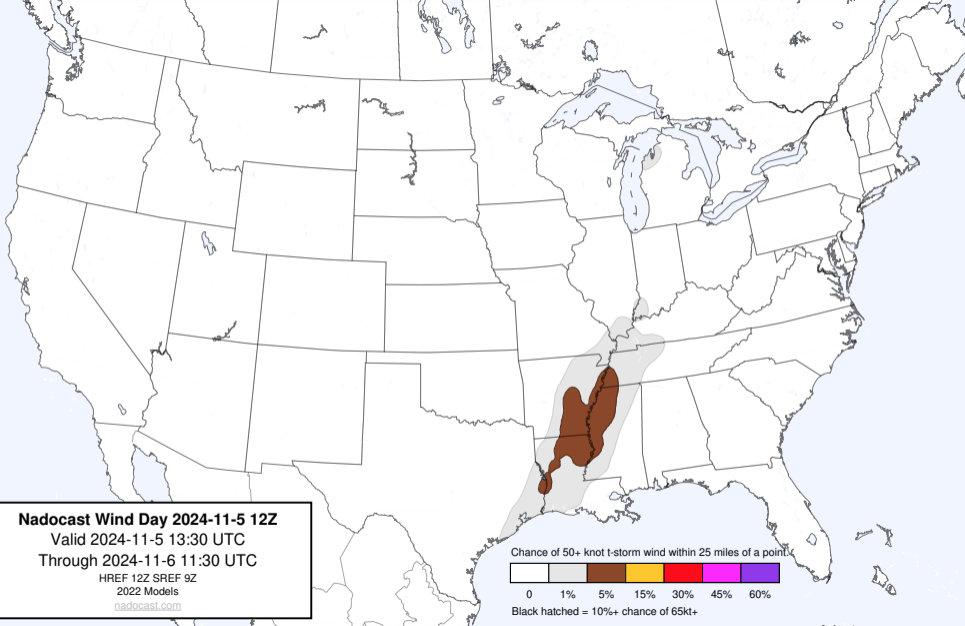 Nadocast Wind Day 2024-11-5 12Z
Valid 2024-11-5 13:30 UTC
Through 2024-11-6 11:30 UTC
HREF 12Z SREF 9Z
2022 Models
nadocast.com
Chance of 50+ knot t-storm wind within 25 miles of a point.
0 1% 5% 15% 30% 45% 60%
Black hatched = 10%+ chance of 65kt+